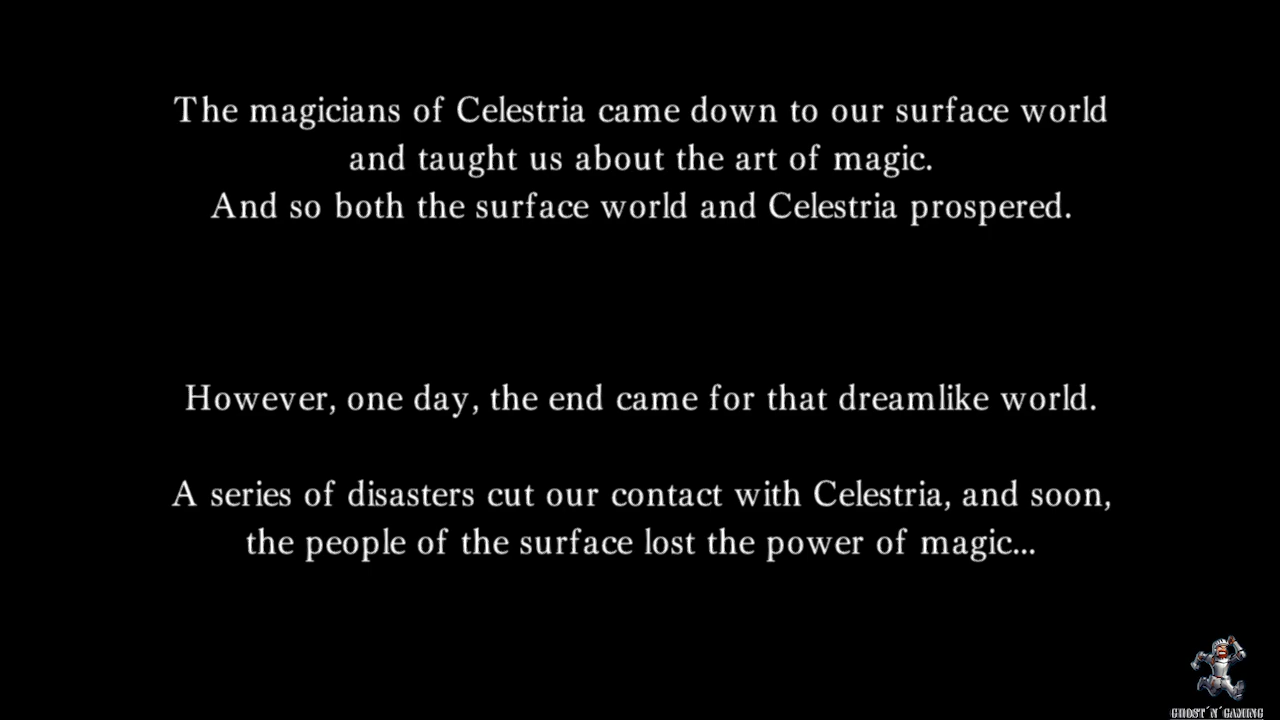 The magicians of Celestria came down to our surface world
and taught us about the art of magic.
And so both the surface world and Celestria prospered.
However, one day, the end came for that dreamlike world.
A series of disasters cut our contact with Celestria, and soon,
the people of the surface lost the power of magic...
GHOST'N'GAMING